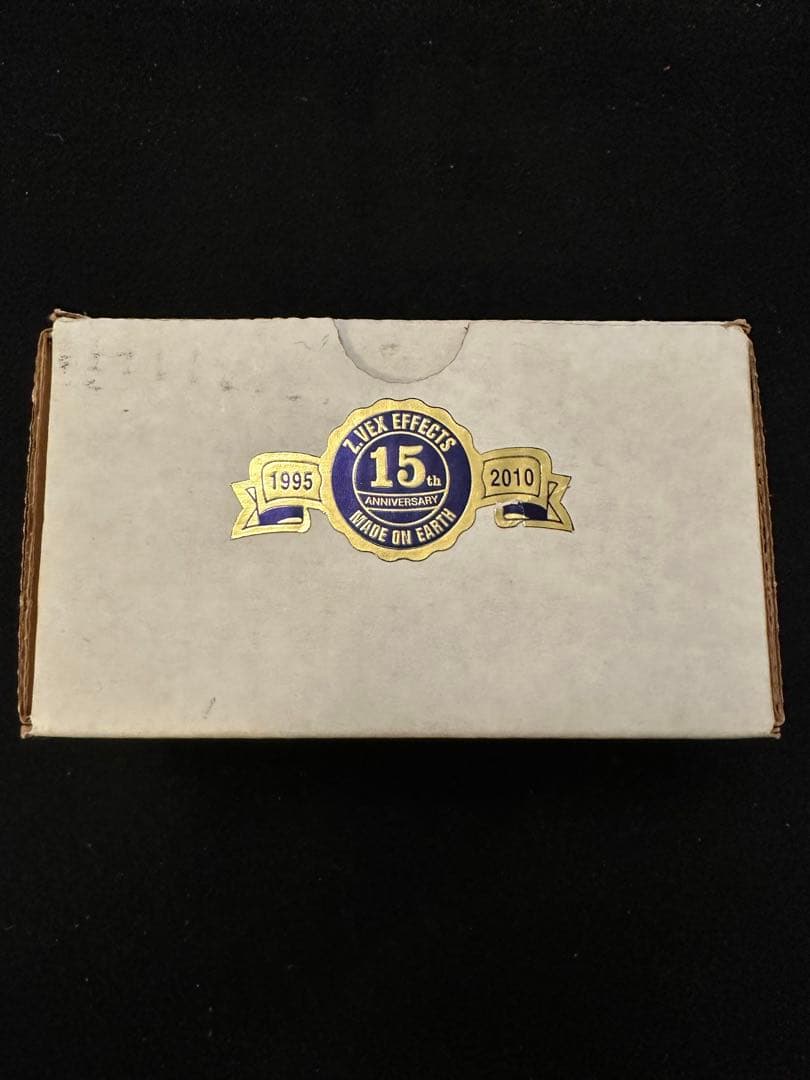 Z.VEX EFFECTS
1995 15th 2010
ANNIVERSARY
MADE ON EARTH